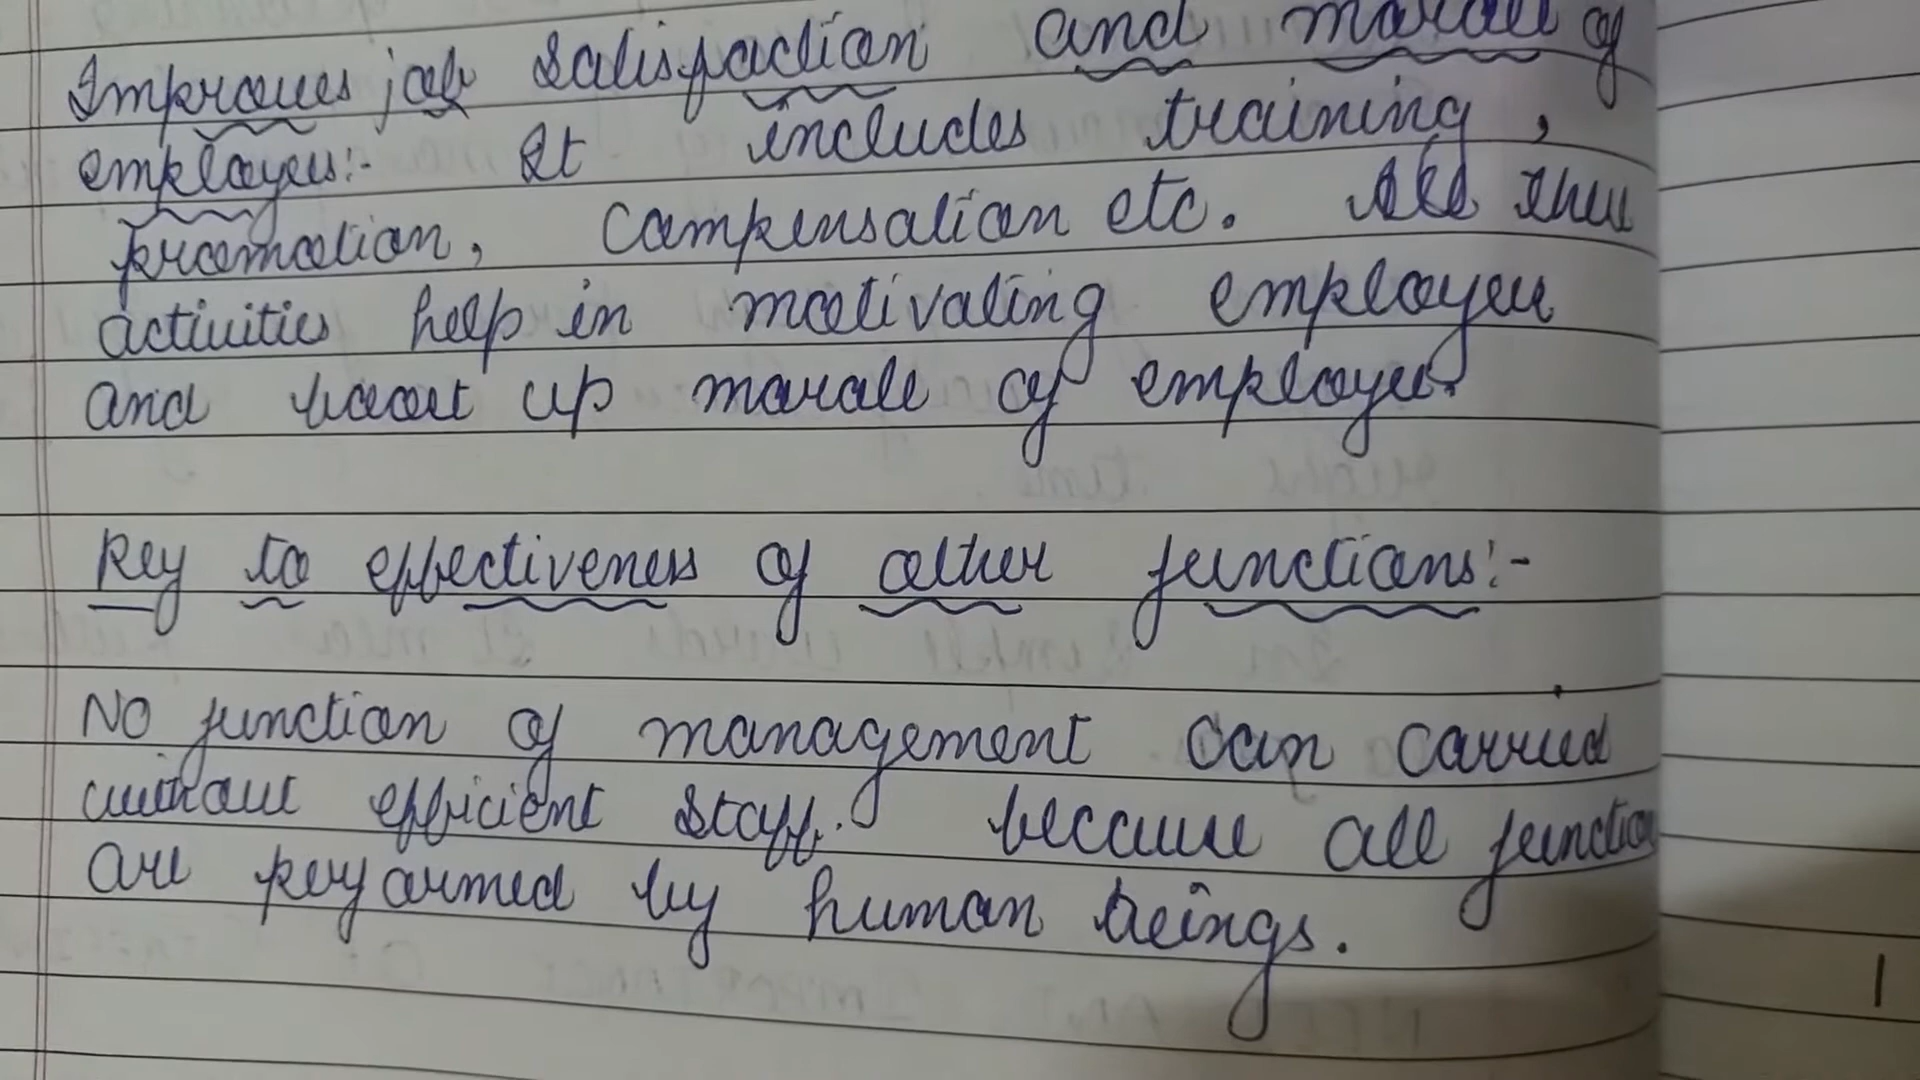 Improves job satisfaction and morale of
employees:- It includes training,
promotion, compensation etc. All these
activities help in motivating employees
and boost up morale of employees.
Key to effectiveness of other functions:-
No function of management can carried
without efficient staff. because all function
are performed by human beings.